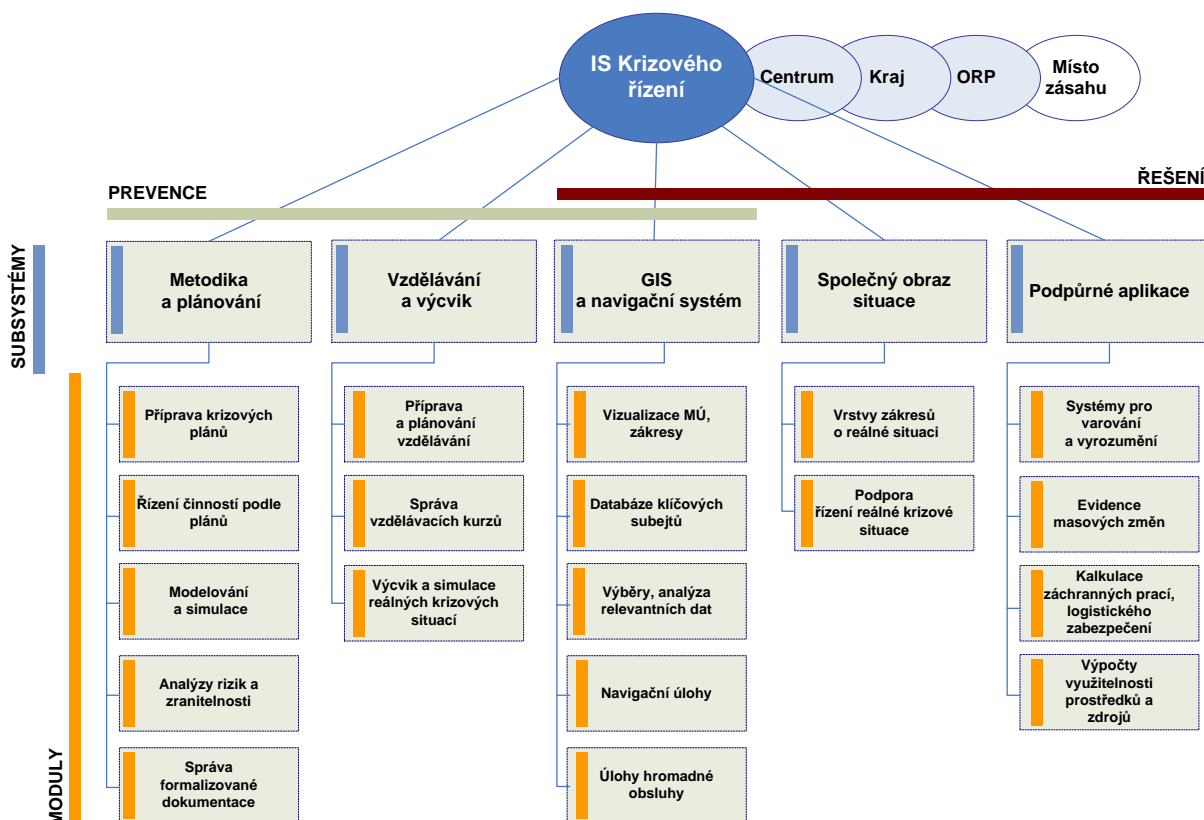 IS Krizového
řízení
Centrum
Kraj
ORP
Místo
zásahu
PREVENCE
ŘEŠENÍ
SUBSYSTÉMY
Metodika
a plánování
Vzdělávání
a výcvik
GIS
a navigační systém
Společný obraz
situace
Podpůrné aplikace
MODULY
Příprava krizových
plánů
Řízení činností podle
plánů
Modelování
a simulace
Analýzy rizik a
zranitelnosti
Správa
formalizované
dokumentace
Příprava
a plánování
vzdělávání
Správa
vzdělávacích kurzů
Výcvik a simulace
reálných krizových
situací
Vizualizace MÚ,
zákresy
Databáze klíčových
subejtů
Výběry, analýza
relevantních dat
Navigační úlohy
Úlohy hromadné
obsluhy
Vrstvy zákresů
o reálné situaci
Podpora
řízení reálné krizové
situace
Systémy pro
varování
a vyrozumění
Evidence
masových změn
Kalkulace
záchranných prací,
logistického
zabezpečení
Výpočty
využitelnosti
prostředků a
zdrojů